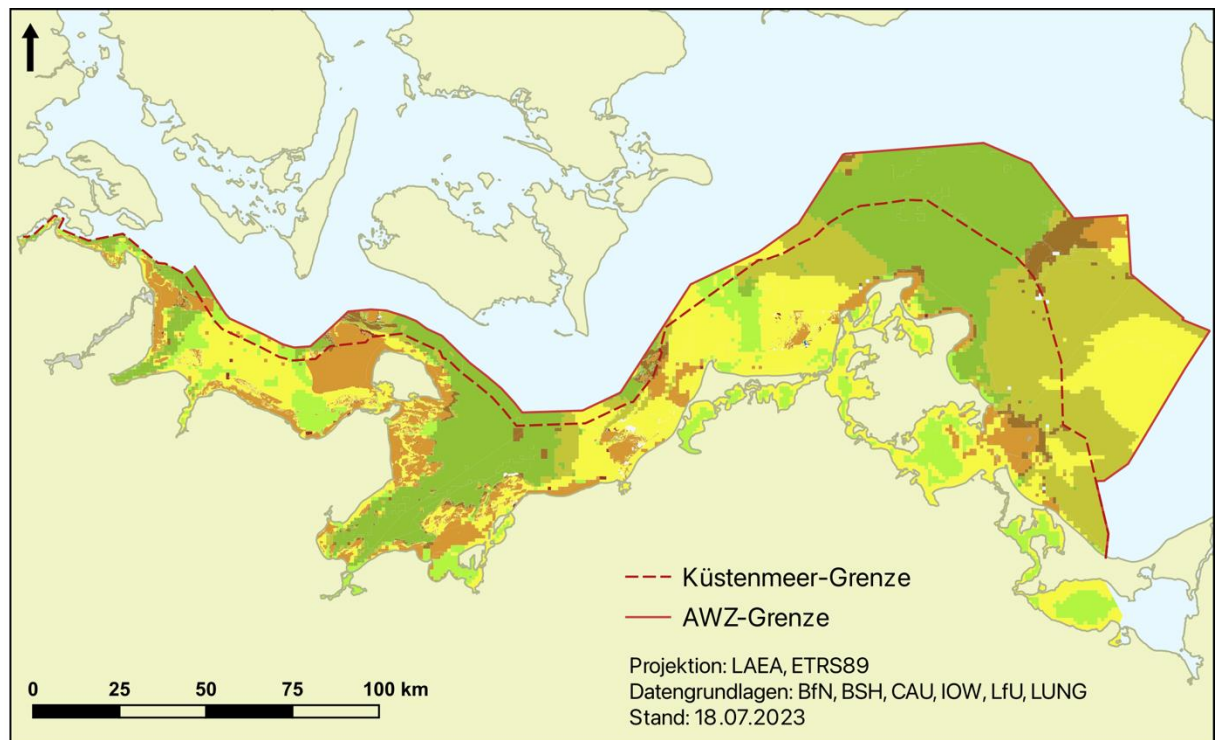 Küstenmeer-Grenze
AWZ-Grenze
Projektion: LAEA, ETRS89
Datengrundlagen: BfN, BSH, CAU, IOW, LfU, LUNG
Stand: 18.07.2023
0 25 50 75 100 km